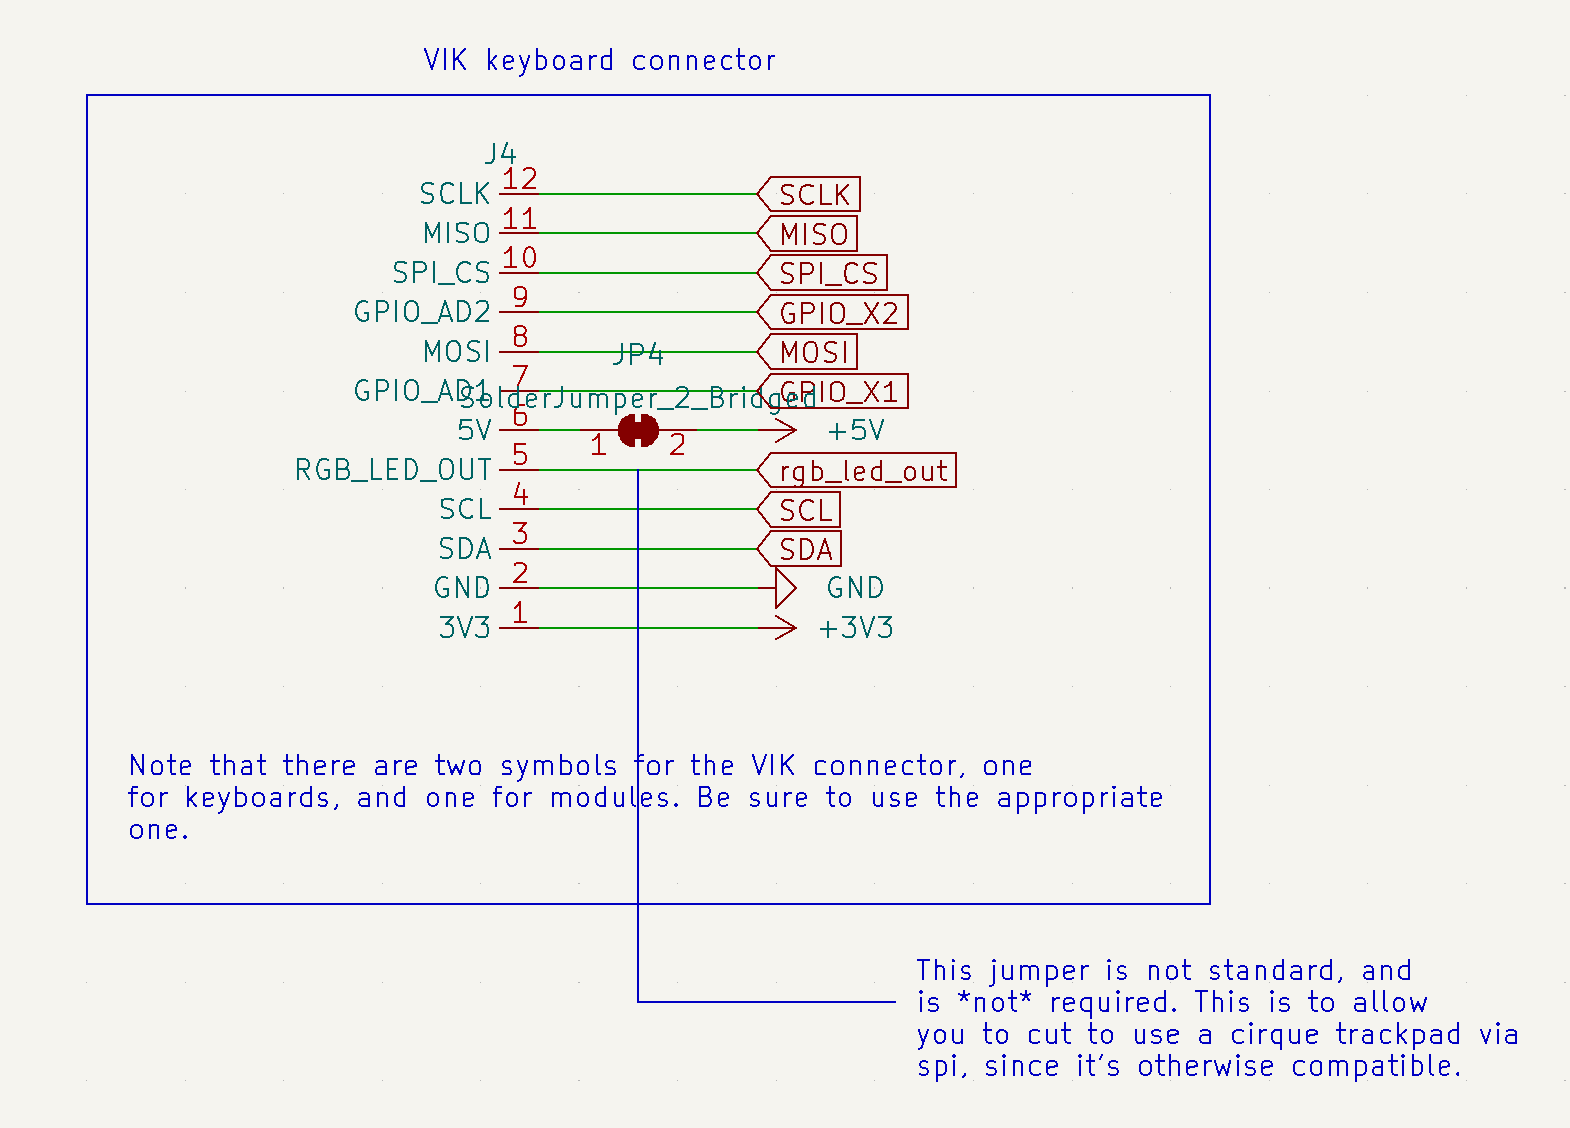 VIK keyboard connector
J4
SCLK 12 SCLK
MISO 11 MISO
SPI_CS 10 SPI_CS
GPIO_AD2 9 GPIO_X2
MOSI 8 JP4 MOSI
GPIO_AD1 7 GPIO_X1
SolderJumper_2_Bridged
5V 6 1 2 +5V
RGB_LED_OUT 5 rgb_led_out
SCL 4 SCL
SDA 3 SDA
GND 2 GND
3V3 1 +3V3
Note that there are two symbols for the VIK connector, one
for keyboards, and one for modules. Be sure to use the appropriate
one.
This jumper is not standard, and
is *not* required. This is to allow
you to cut to use a cirque trackpad via
spi, since it's otherwise compatible.